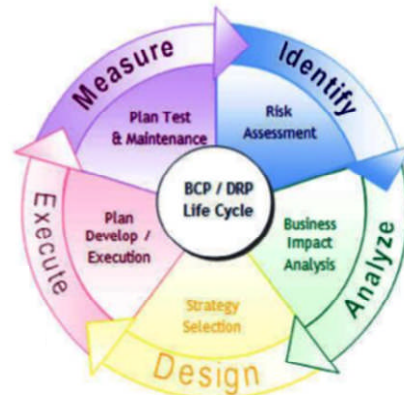 Measure
Identify
Plan Test
& Maintenance
Risk
Assessment
BCP / DRP
Life Cycle
Execute
Plan
Develop /
Execution
Business
Impact
Analysis
Analyze
Strategy
Selection
Design